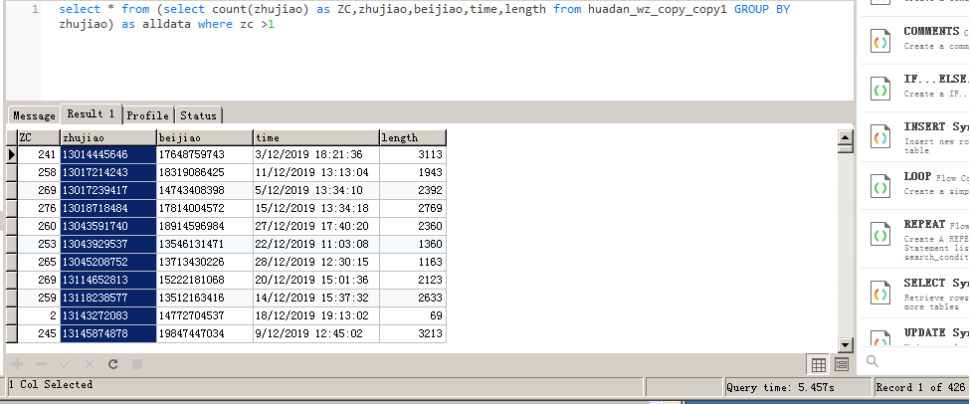 1 select * from (select count(zhujiao) as ZC,zhujiao,beijiao,time,length from huadan_wz_copy_copy1 GROUP BY
zhujiao) as alldata where zc >1
Message Result 1 Profile Status
ZC zhujiao beijiao time length
241 13014445646 17648759743 3/12/2019 18:21:36 3113
258 13017214243 18319086425 11/12/2019 13:13:04 1943
269 13017239417 14743408398 5/12/2019 13:34:10 2392
276 13018718484 17814004572 15/12/2019 13:34:18 2769
260 13043591740 18914596984 27/12/2019 17:40:20 2360
253 13043929537 13546131471 22/12/2019 11:03:08 1360
265 13045208752 13713430226 28/12/2019 12:30:15 1163
269 13114652813 15222181068 20/12/2019 15:01:36 2123
259 13118238577 13512163416 14/12/2019 15:37:32 2633
2 13143272083 14772704537 18/12/2019 19:13:02 69
245 13145874878 19847447034 9/12/2019 12:45:02 3213
1 Col Selected
Query time: 5.457s
Record 1 of 426
COMMENTS C
Create a comm
IF...ELSE.
Create a IF..
INSERT Syn
Insert new ro
table
LOOP Flow Co
Create a simp
REPEAT Flow
Create A REPE
Statement lis
search_condit
SELECT Syn
Retrieve rows
more tables
UPDATE Syn